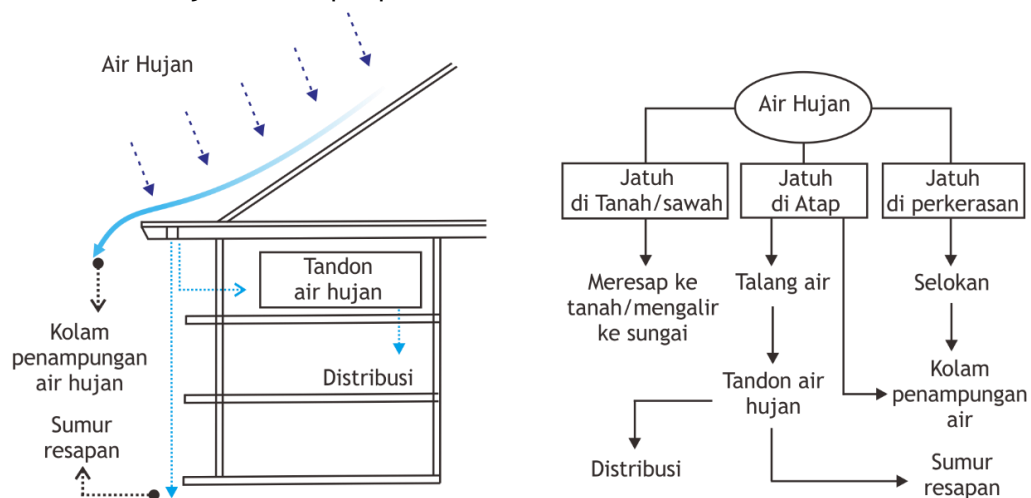 Air Hujan
Tandon
air hujan
Kolam
penampungan
air hujan
Distribusi
Sumur
resapan
Air Hujan
Jatuh
di Tanah/sawah
Jatuh
di Atap
Jatuh
di perkerasan
Meresap ke
tanah/mengalir
ke sungai
Talang air
Selokan
Tandon air
hujan
Kolam
penampungan
air
Distribusi
Sumur
resapan